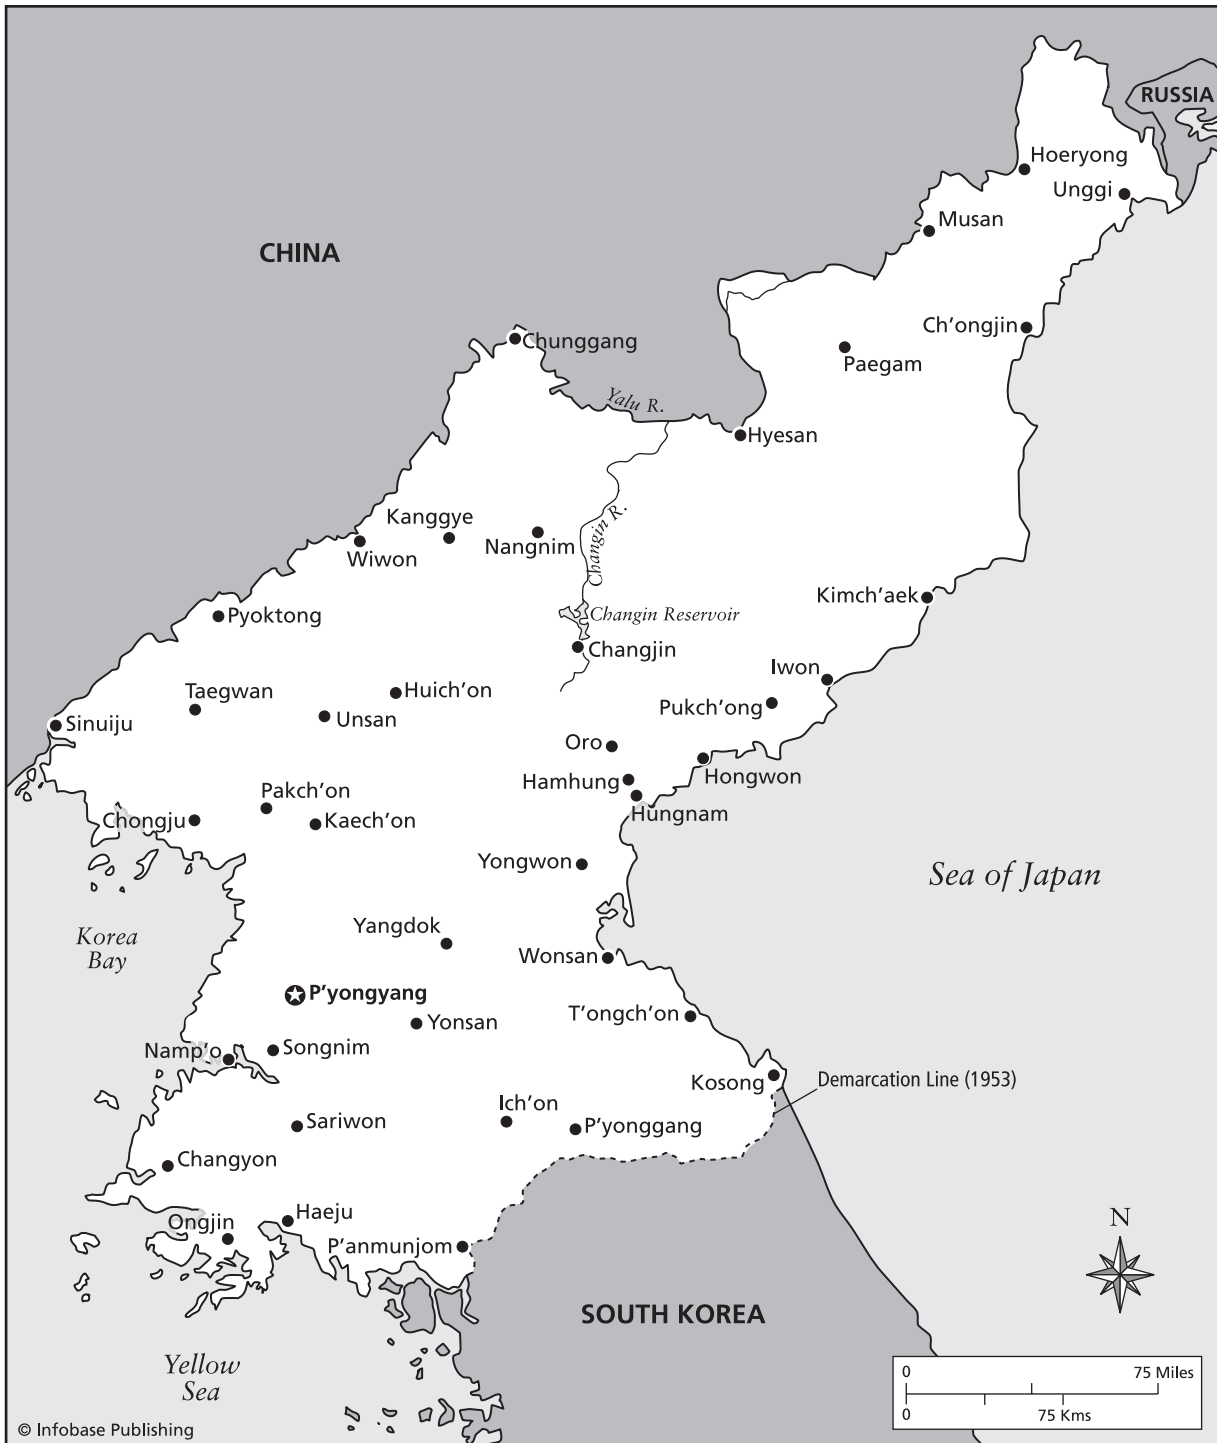 RUSSIA
Hoeryong
Unggi
Musan
CHINA
Ch'ongjin
Chunggang
Paegam
Yalu R.
Hyesan
Kanggye
Changin R.
Nangnim
Wiwon
Kimch'aek
Pyoktong
Changin Reservoir
Changjin
Iwon
Taegwan
Huich'on
Pukch'ong
Sinuiju
Unsan
Oro
Hongwon
Hamhung
Pakch'on
Hungnam
Chongju
Kaech'on
Yongwon
Sea of Japan
Yangdok
Korea
Bay
Wonsan
P'yongyang
T'ongch'on
Yonsan
Namp'o
Songnim
Kosong
Demarcation Line (1953)
Ich'on
Sariwon
P'yonggang
Changyon
Haeju
Ongjin
N
P'anmunjom
SOUTH KOREA
Yellow
Sea
0 75 Miles
0 75 Kms
© Infobase Publishing